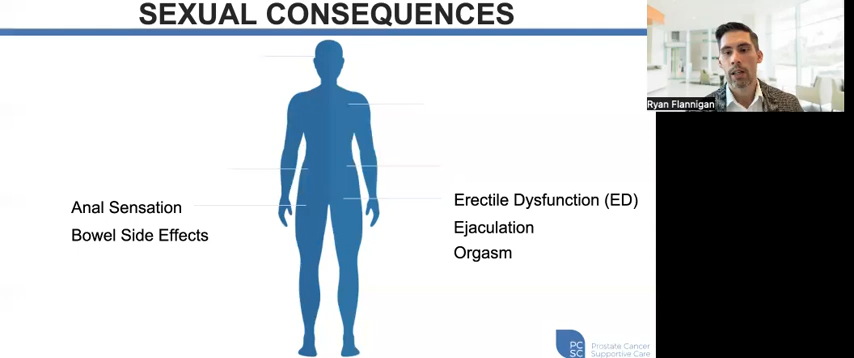 SEXUAL CONSEQUENCES
Ryan Flannigan
Anal Sensation
Bowel Side Effects
Erectile Dysfunction (ED)
Ejaculation
Orgasm
PC
SC
Prostate Cancer
Supportive Care